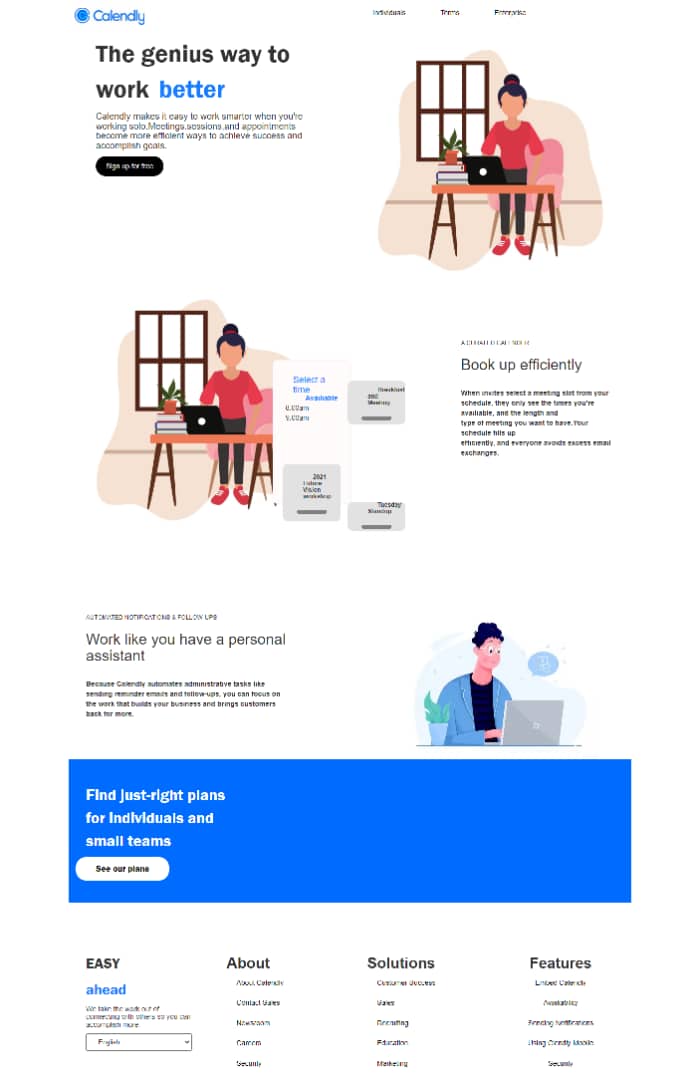 Calendly
Individuals
Terms
Enterprise
The genius way to
work better
Calendly makes it easy to work smarter when you're
working solo.Meetings,sessions,and appointments
become more efficient ways to achieve success and
accomplish goals.
Sign up for free
A CURATED CALENDER
Book up efficiently
When invites select a meeting slot from your
schedule, they only see the times you're
available, and the length and
type of meeting you want to have.Your
schedule fills up
efficiently, and everyone avoids excess email
exchanges.
Select a
time
Available
9.00am
Breakfast
and
Meeting
2021
Future
Vision
workshop
Tuesday
Standup
AUTOMATED NOTIFICATIONS & FOLLOW UPS
Work like you have a personal
assistant
Because Calendly automates administrative tasks like
sending reminder emails and follow-ups, you can focus on
the work that builds your business and brings customers
back for more.
Find just-right plans
for individuals and
small teams
See our plans
EASY
ahead
We take the work out of
connecting with others so you can
accomplish more.
English
About
About Calendly
Contact Sales
Newsroom
Careers
Security
Solutions
Customer Success
Sales
Recruiting
Education
Marketing
Features
Embed Calendly
Availability
Sending Notifications
Using Clendly Mobile
Security